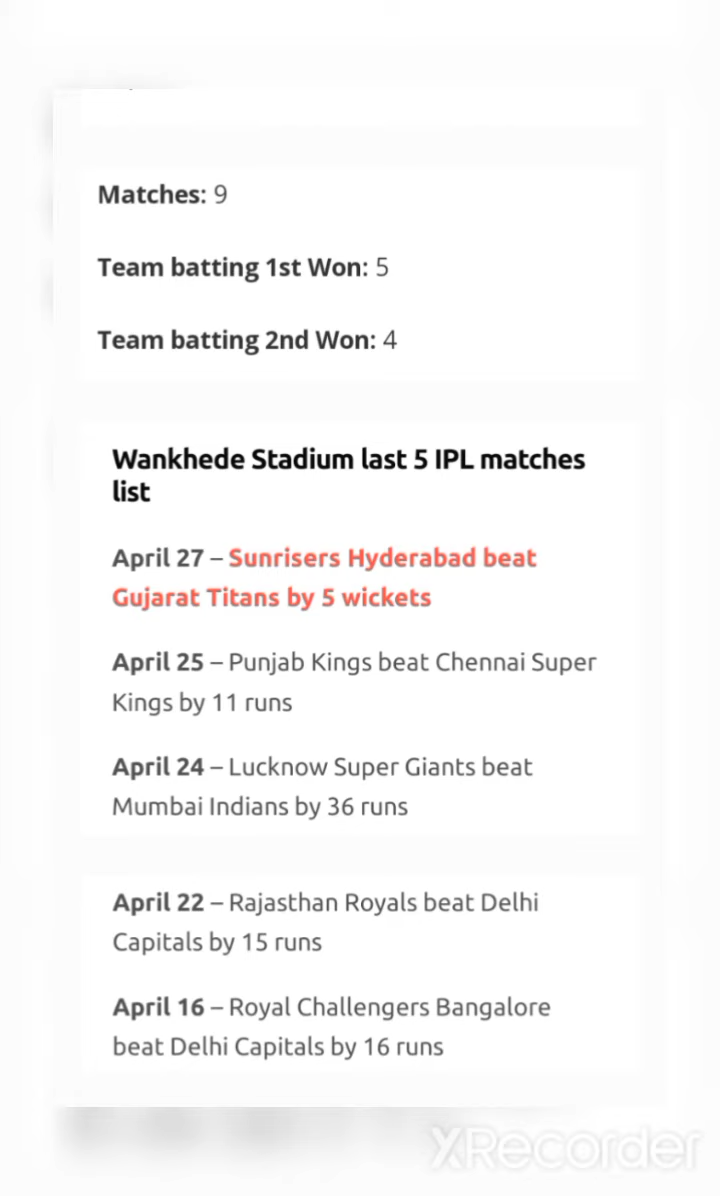 Matches: 9
Team batting 1st Won: 5
Team batting 2nd Won: 4
Wankhede Stadium last 5 IPL matches
list
April 27 – Sunrisers Hyderabad beat
Gujarat Titans by 5 wickets
April 25 – Punjab Kings beat Chennai Super
Kings by 11 runs
April 24 – Lucknow Super Giants beat
Mumbai Indians by 36 runs
April 22 – Rajasthan Royals beat Delhi
Capitals by 15 runs
April 16 – Royal Challengers Bangalore
beat Delhi Capitals by 16 runs
XRecorder